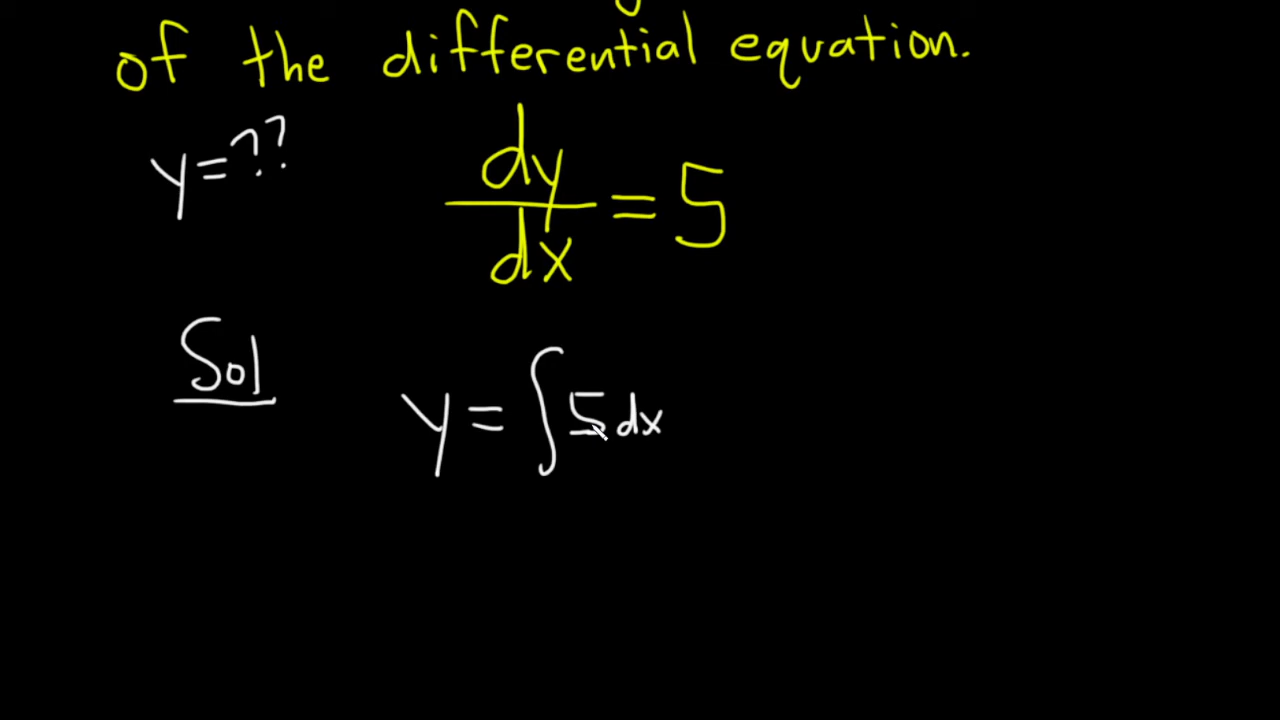 of the differential equation.
y=??
dy/dx = 5
Sol
y = ∫5dx